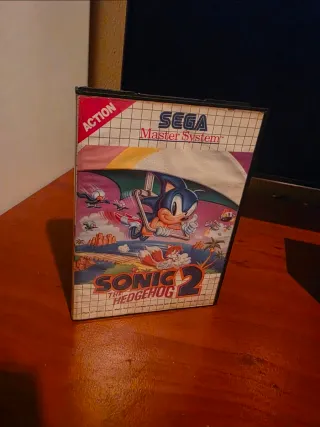 ACTION
SEGA
Master System
SONIC
THE
HEDGEHOG
2